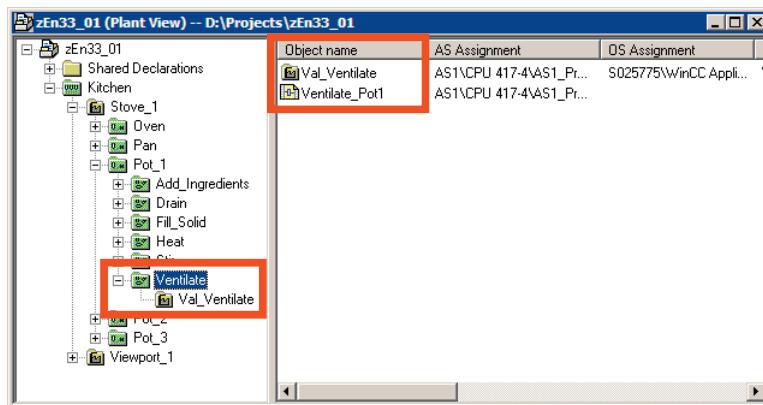 zEn33_01 (Plant View) -- D:\Projects\zEn33_01
zEn33_01
Shared Declarations
Kitchen
Stove_1
Oven
Pan
Pot_1
Add_Ingredients
Drain
Fill_Solid
Heat
Ventilate
Val_Ventilate
Pot_2
Pot_3
Viewport_1
Object name AS Assignment OS Assignment
Val_Ventilate AS1\CPU 417-4\AS1_Pr... S025775\WinCC Appli...
Ventilate_Pot1 AS1\CPU 417-4\AS1_Pr...